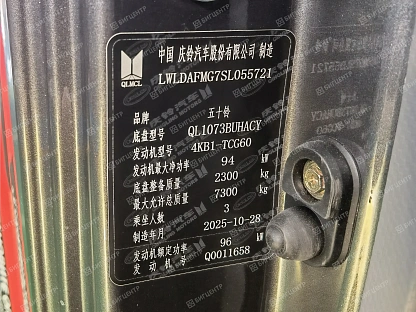 中国 庆铃汽车股份有限公司 制造
QLMCL
LWLDAFMG7SL055721
品牌 五十铃
底盘型号 QL1073BUHACY
发动机型号 4KB1-TCG60
发动机最大净功率 94 kW
底盘整备质量 2300 kg
最大允许总质量 7300 kg
乘坐人数 3
制造年月 2025-10-28
发动机额定功率 96 kW
发动机号 Q0011658
БИГЦЕНТР